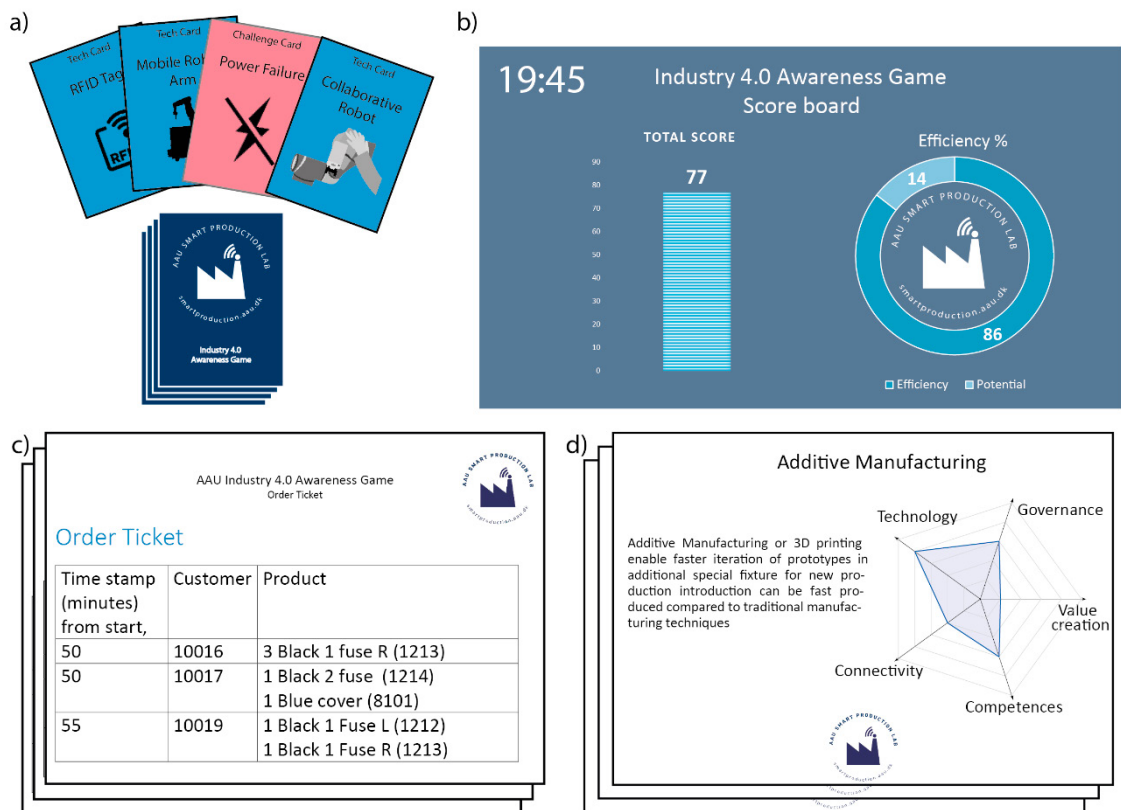 a)
Tech Card
RFID Tag
RFI
Tech Card
Mobile Rob
Arm
Challenge Card
Power Failure
Tech Card
Collaborative
Robot
AAU SMART PRODUCTION LAB
smartproduction.aau.dk
Industry 4.0
Awareness Game
b)
19:45
Industry 4.0 Awareness Game
Score board
TOTAL SCORE
77
90
80
70
60
50
40
30
20
10
0
Efficiency %
14
AAU SMART PRODUCTION LAB
smartproduction.aau.dk
86
Efficiency
Potential
c)
AAU Industry 4.0 Awareness Game
Order Ticket
AAU SMART PRODUCTION LAB
smartproduction.aau.dk
Order Ticket
Time stamp
(minutes)
from start,
Customer
Product
50
10016
3 Black 1 fuse R (1213)
50
10017
1 Black 2 fuse (1214)
1 Blue cover (8101)
55
10019
1 Black 1 Fuse L (1212)
1 Black 1 Fuse R (1213)
d)
Additive Manufacturing
Additive Manufacturing or 3D printing
enable faster iteration of prototypes in
additional special fixture for new pro-
duction introduction can be fast pro-
duced compared to traditional manufac-
turing techniques
Technology
Governance
Value
creation
Connectivity
Competences
AAU SMART PRODUCTION LAB
smartproduction.aau.dk